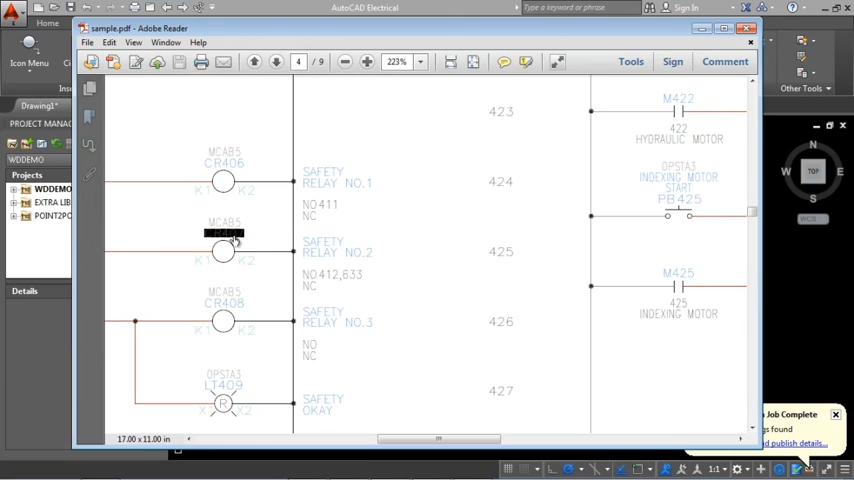 AutoCAD Electrical
Type a keyword or phrase
Sign In
Home
sample.pdf - Adobe Reader
File Edit View Window Help
4 / 9
223%
Tools Sign Comment
Icon Menu
Other Tools
Drawing1*
PROJECT MANA
WDDEMO
Projects
WDDEM
EXTRA LIB
POINT2PO
Details
MCAB5
CR406
K1 K2
SAFETY
RELAY NO.1
NO 411
NC
MCAB5
K1 K2
SAFETY
RELAY NO.2
NO 412,633
NC
MCAB5
CR408
K1 K2
SAFETY
RELAY NO.3
NO
NC
OPSTA3
LT409
X1 R X2
SAFETY
OKAY
423
424
425
426
427
M422
422
HYDRAULIC MOTOR
OPSTA3
INDEXING MOTOR
START
PB425
M425
425
INDEXING MOTOR
17.00 x 11.00 in
N
W TOP E
S
WCS
Job Complete
gs found
d publish details...
1:1